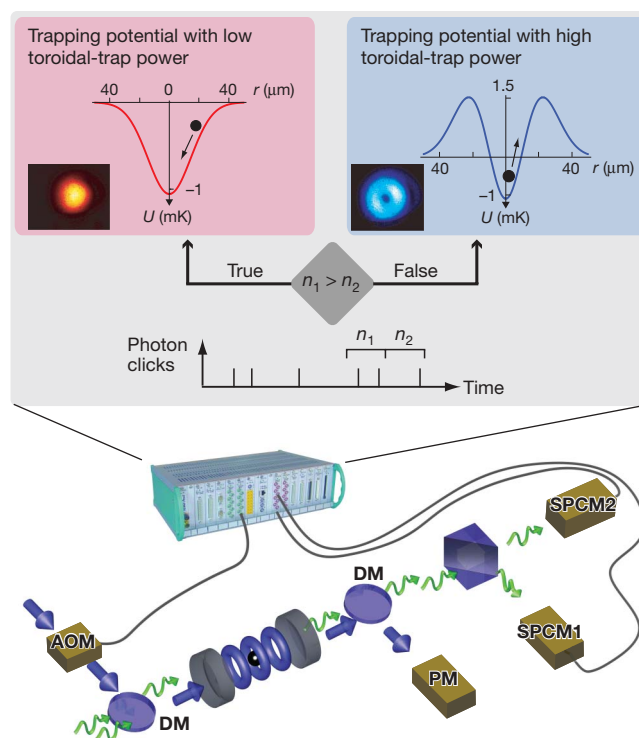 Trapping potential with low
toroidal-trap power
40 0 40 r (μm)
−1
U (mK)
Trapping potential with high
toroidal-trap power
1.5
40 40 r (μm)
−1
U (mK)
True n1 > n2 False
Photon
clicks
n1 n2
Time
SPCM2
DM
AOM
SPCM1
DM
PM